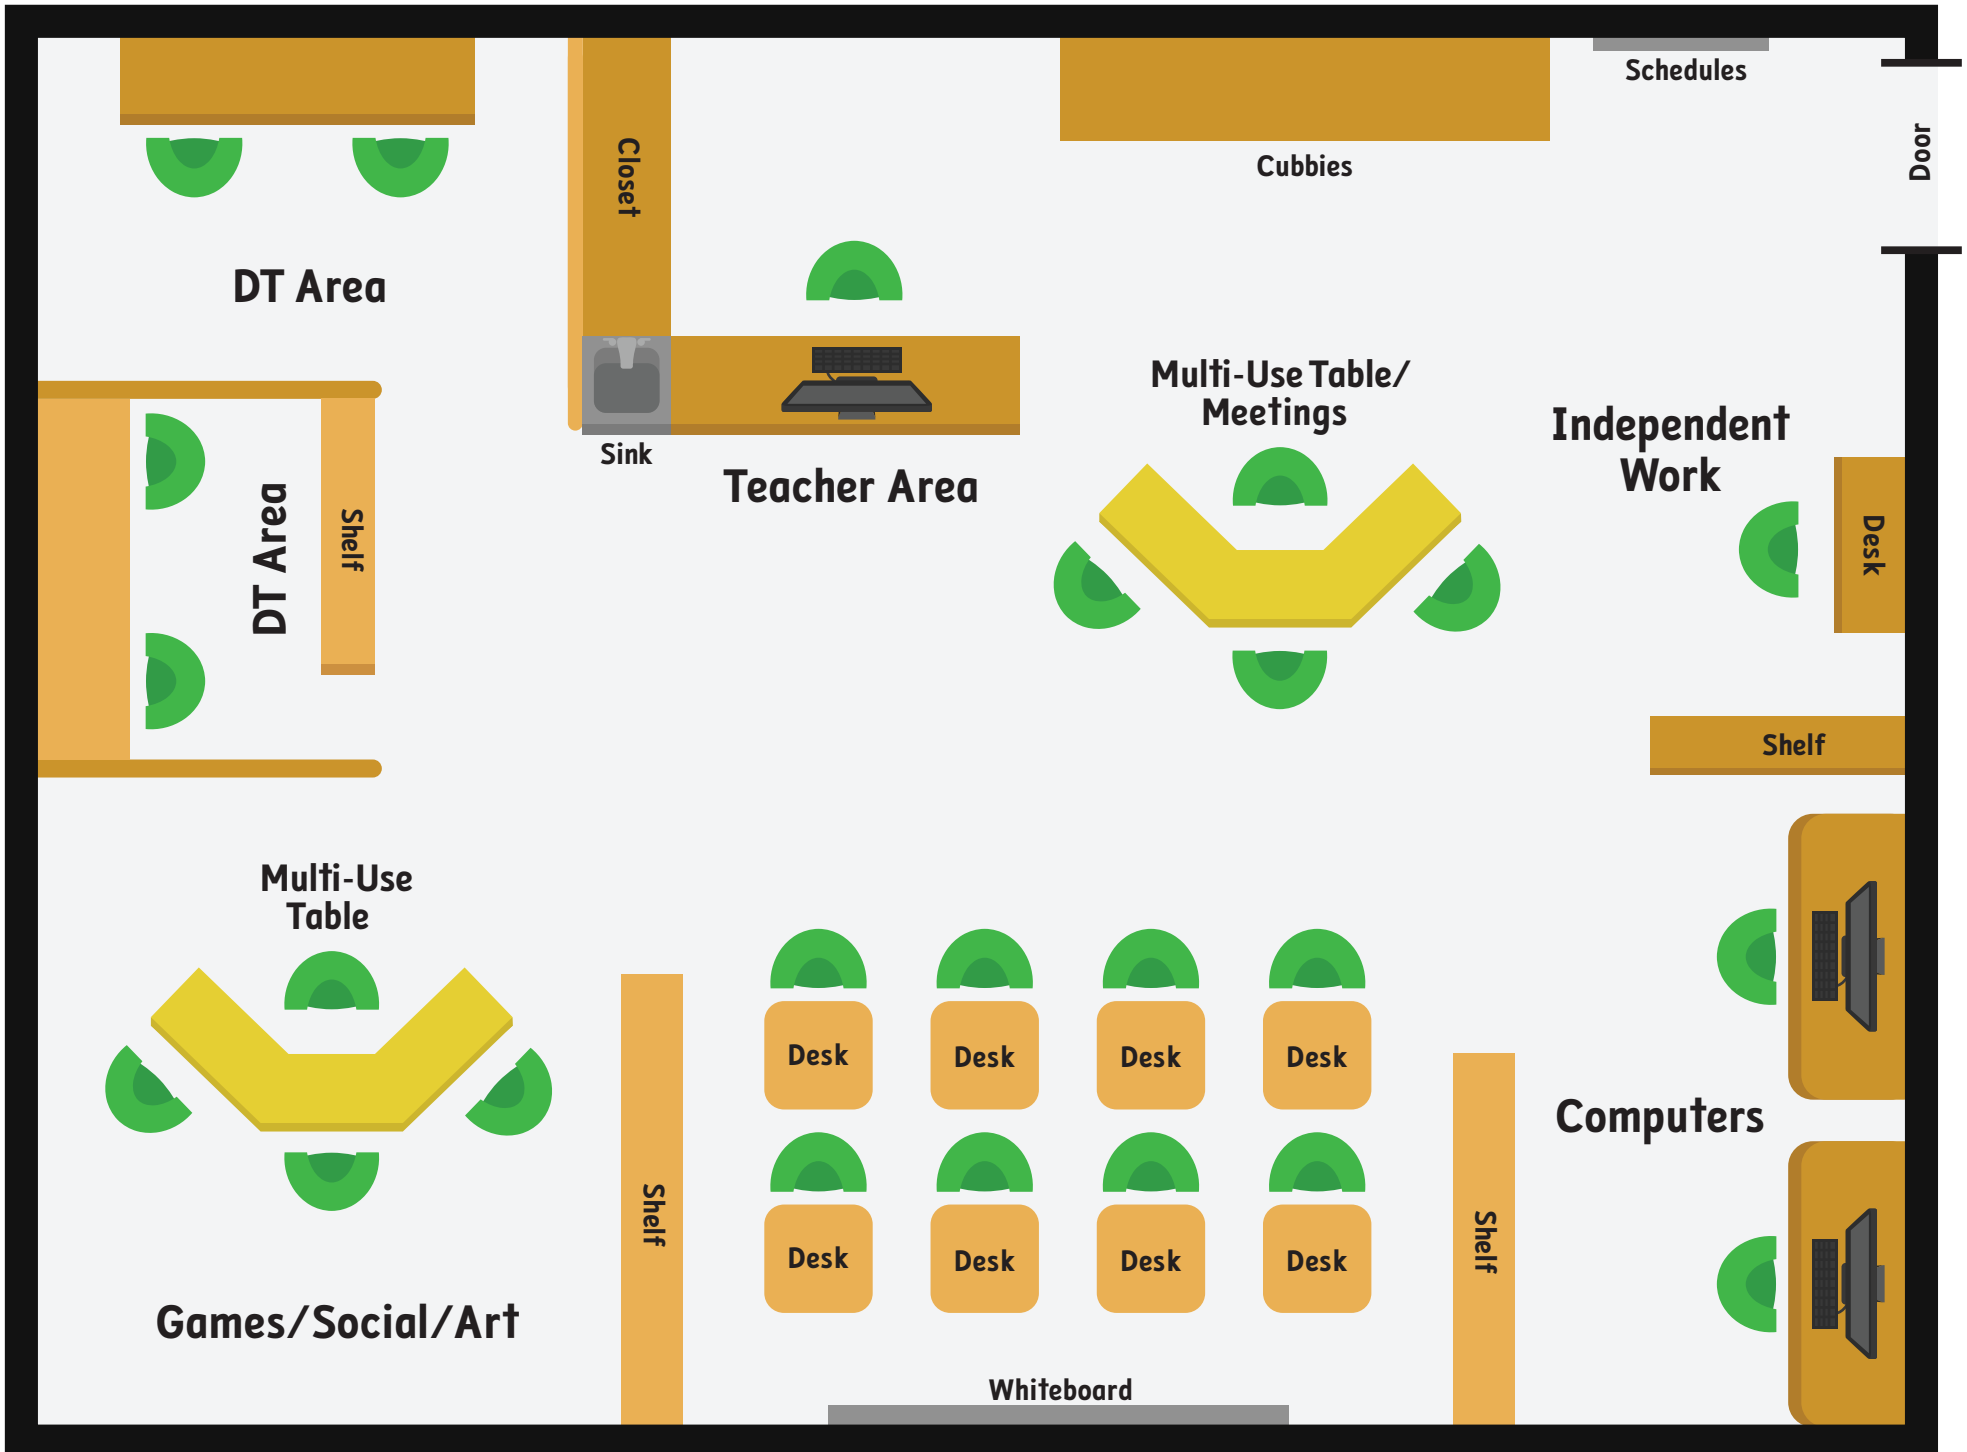 Schedules
Door
Closet
Cubbies
DT Area
Multi-Use Table/
Meetings
Independent
Work
Sink
Teacher Area
DT Area
Shelf
Desk
Shelf
Multi-Use
Table
Desk
Desk
Desk
Desk
Computers
Shelf
Shelf
Desk
Desk
Desk
Desk
Games/Social/Art
Whiteboard